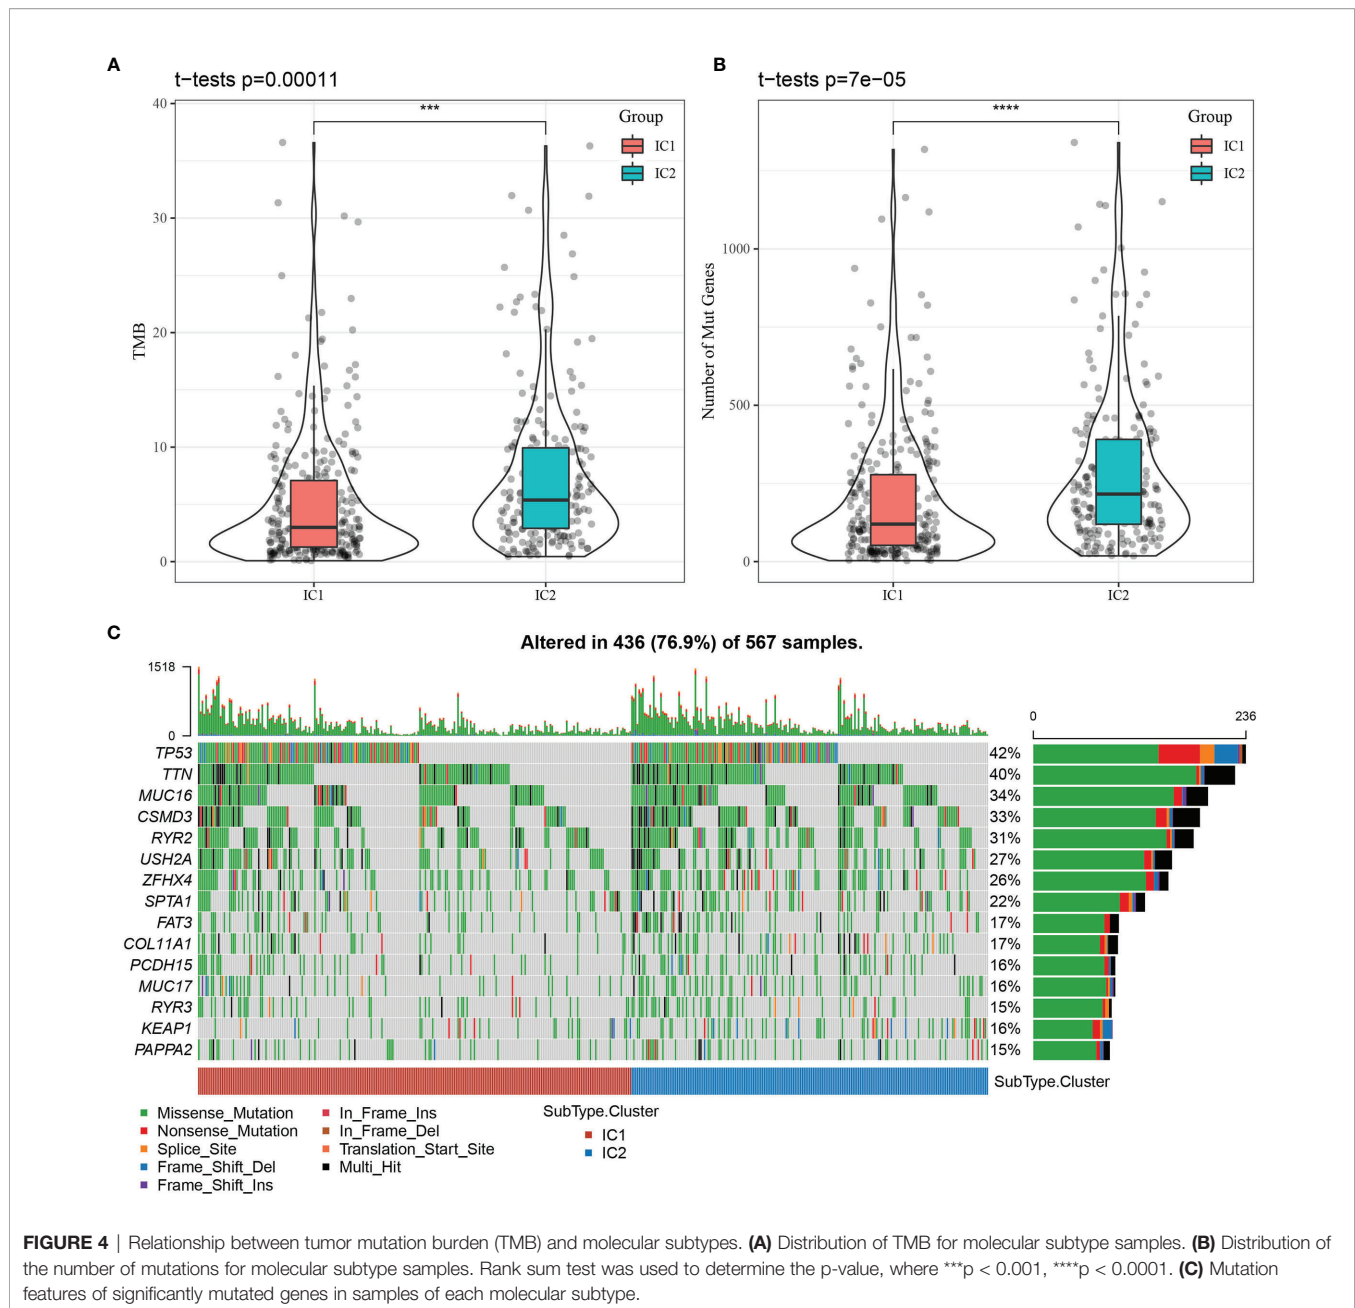 A
t−tests p=0.00011
40
30
20
10
0
TMB
***
Group
IC1
IC2
IC1
IC2
B
t−tests p=7e−05
1000
500
0
Number of Mut Genes
****
Group
IC1
IC2
IC1
IC2
C
Altered in 436 (76.9%) of 567 samples.
1518
0
0 236
TP53 42%
TTN 40%
MUC16 34%
CSMD3 33%
RYR2 31%
USH2A 27%
ZFHX4 26%
SPTA1 22%
FAT3 17%
COL11A1 17%
PCDH15 16%
MUC17 16%
RYR3 15%
KEAP1 16%
PAPPA2 15%
SubType.Cluster
Missense_Mutation
Nonsense_Mutation
Splice_Site
Frame_Shift_Del
Frame_Shift_Ins
In_Frame_Ins
In_Frame_Del
Translation_Start_Site
Multi_Hit
SubType.Cluster
IC1
IC2
FIGURE 4 | Relationship between tumor mutation burden (TMB) and molecular subtypes. (A) Distribution of TMB for molecular subtype samples. (B) Distribution of
the number of mutations for molecular subtype samples. Rank sum test was used to determine the p-value, where ***p < 0.001, ****p < 0.0001. (C) Mutation
features of significantly mutated genes in samples of each molecular subtype.